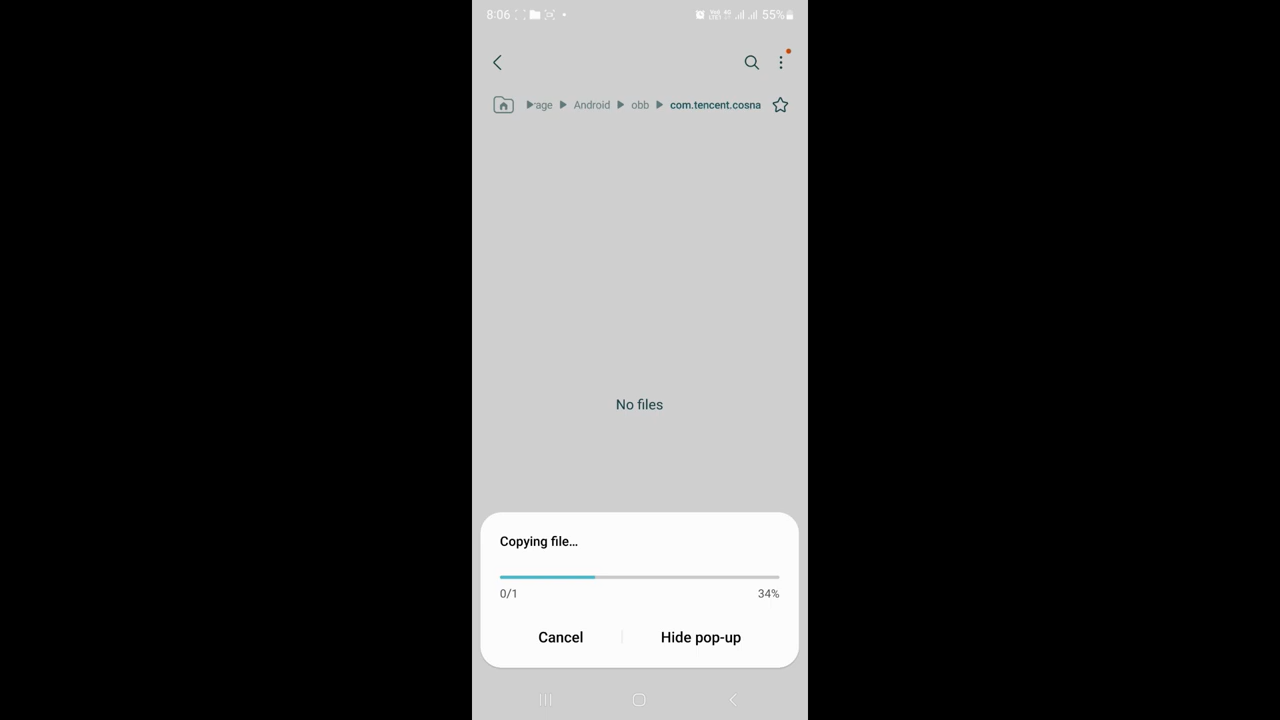 8:06 55%
age Android obb com.tencent.cosna
No files
Copying file...
0/1 34%
Cancel Hide pop-up